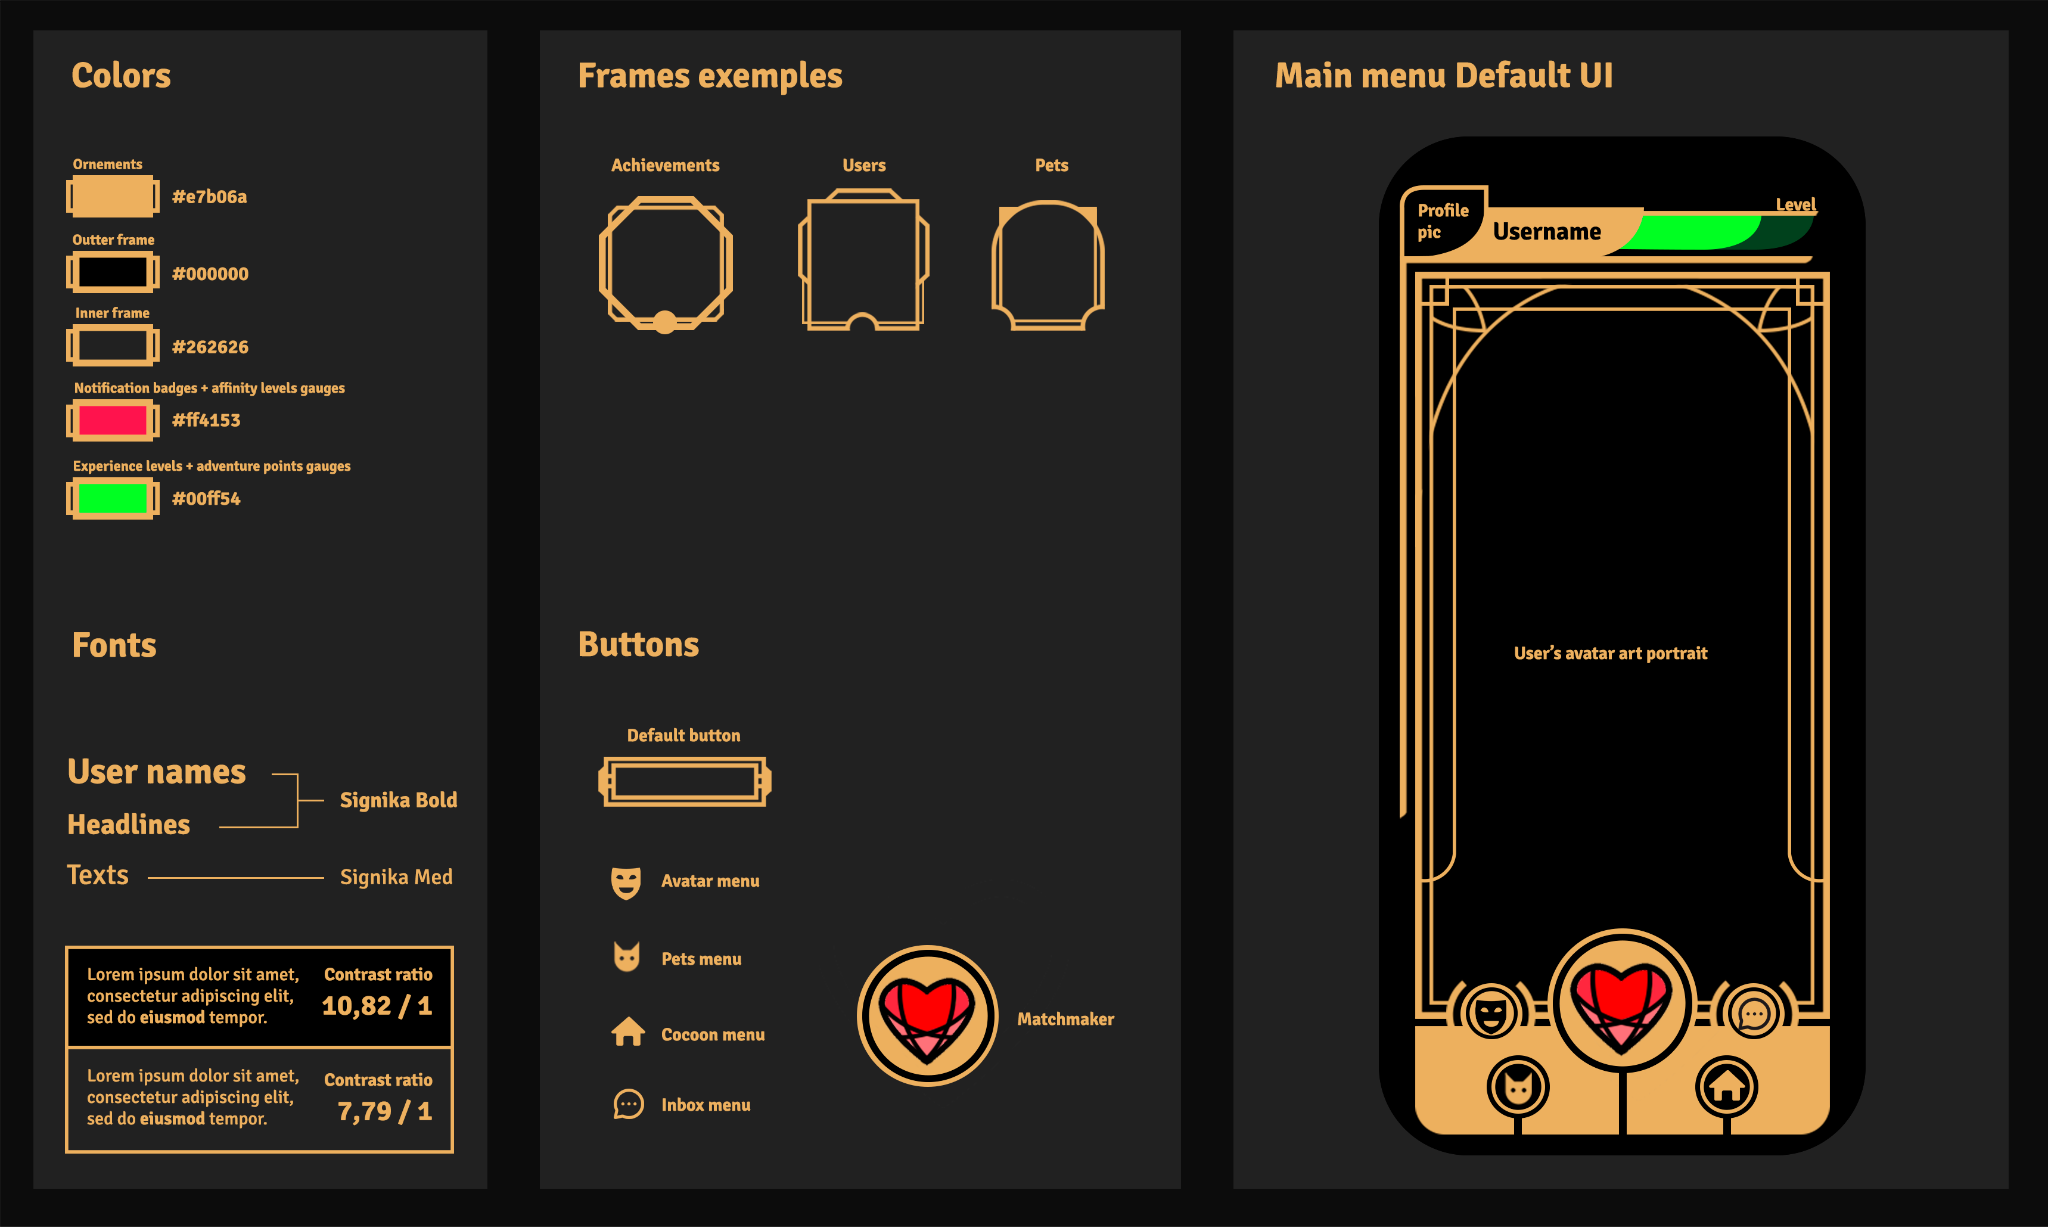 Colors
Ornements
#e7b06a
Outter frame
#000000
Inner frame
#262626
Notification badges + affinity levels gauges
#ff4153
Experience levels + adventure points gauges
#00ff54
Fonts
User names
Headlines
Signika Bold
Texts
Signika Med
Lorem ipsum dolor sit amet,
consectetur adipiscing elit,
sed do eiusmod tempor.
Contrast ratio
10,82 / 1
Lorem ipsum dolor sit amet,
consectetur adipiscing elit,
sed do eiusmod tempor.
Contrast ratio
7,79 / 1
Frames exemples
Achievements
Users
Pets
Buttons
Default button
Avatar menu
Pets menu
Cocoon menu
Inbox menu
Matchmaker
Main menu Default UI
Profile
pic
Username
Level
User's avatar art portrait